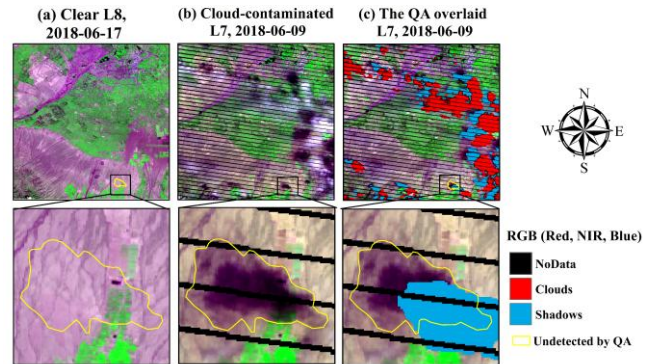 (a) Clear L8,
2018-06-17
(b) Cloud-contaminated
L7, 2018-06-09
(c) The QA overlaid
L7, 2018-06-09
N
W E
S
RGB (Red, NIR, Blue)
NoData
Clouds
Shadows
Undetected by QA